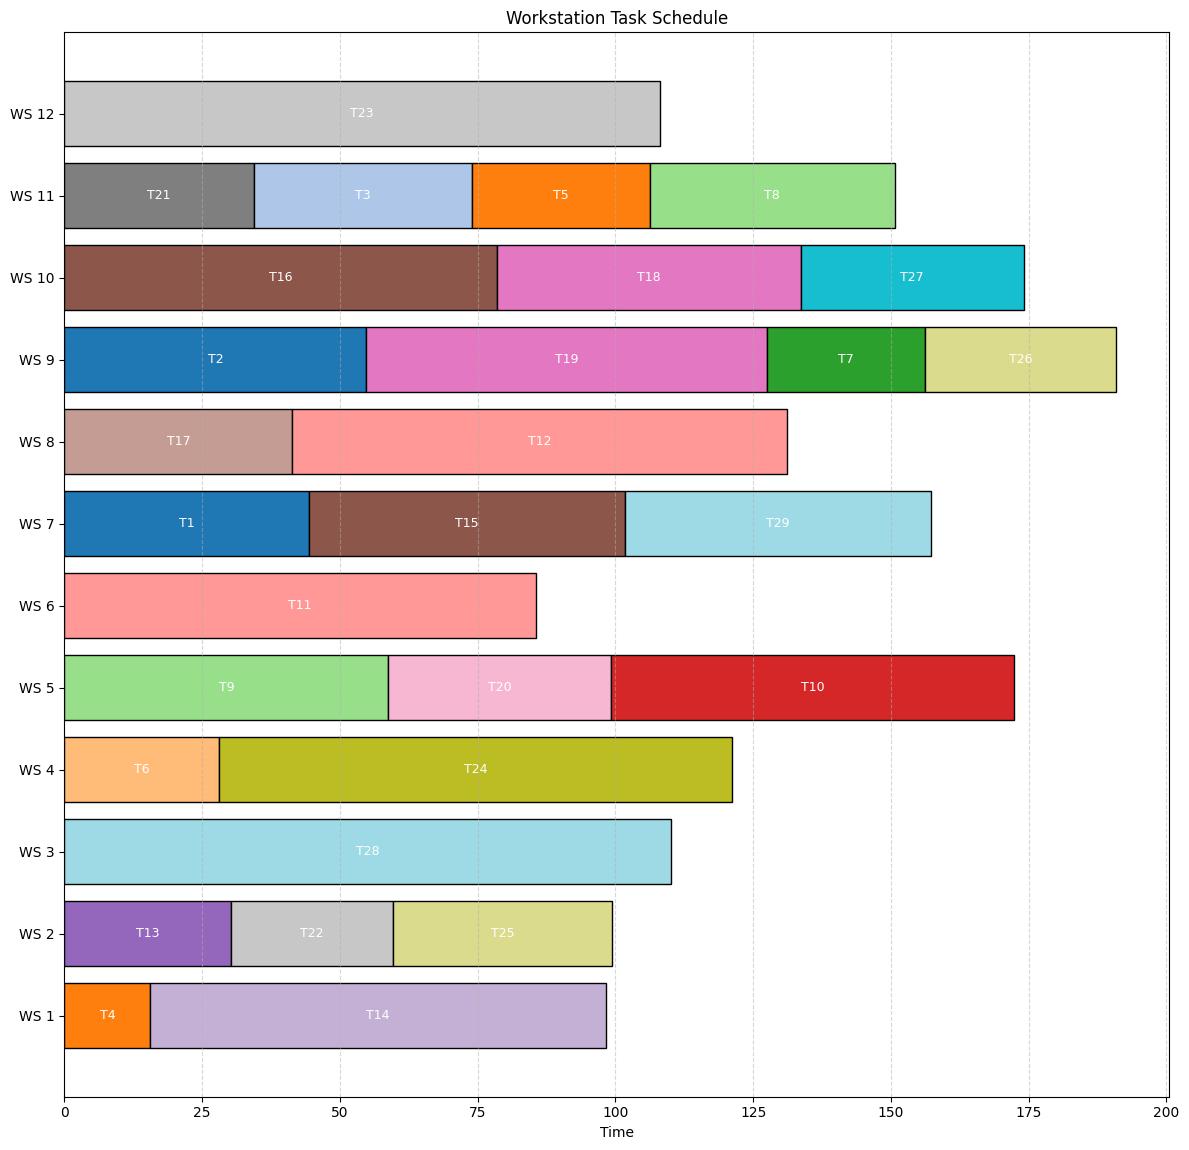 Workstation Task Schedule
WS 12
T23
WS 11
T21 T3 T5 T8
WS 10
T16 T18 T27
WS 9
T2 T19 T7 T26
WS 8
T17 T12
WS 7
T1 T15 T29
WS 6
T11
WS 5
T9 T20 T10
WS 4
T6 T24
WS 3
T28
WS 2
T13 T22 T25
WS 1
T4 T14
0 25 50 75 100 125 150 175 200
Time